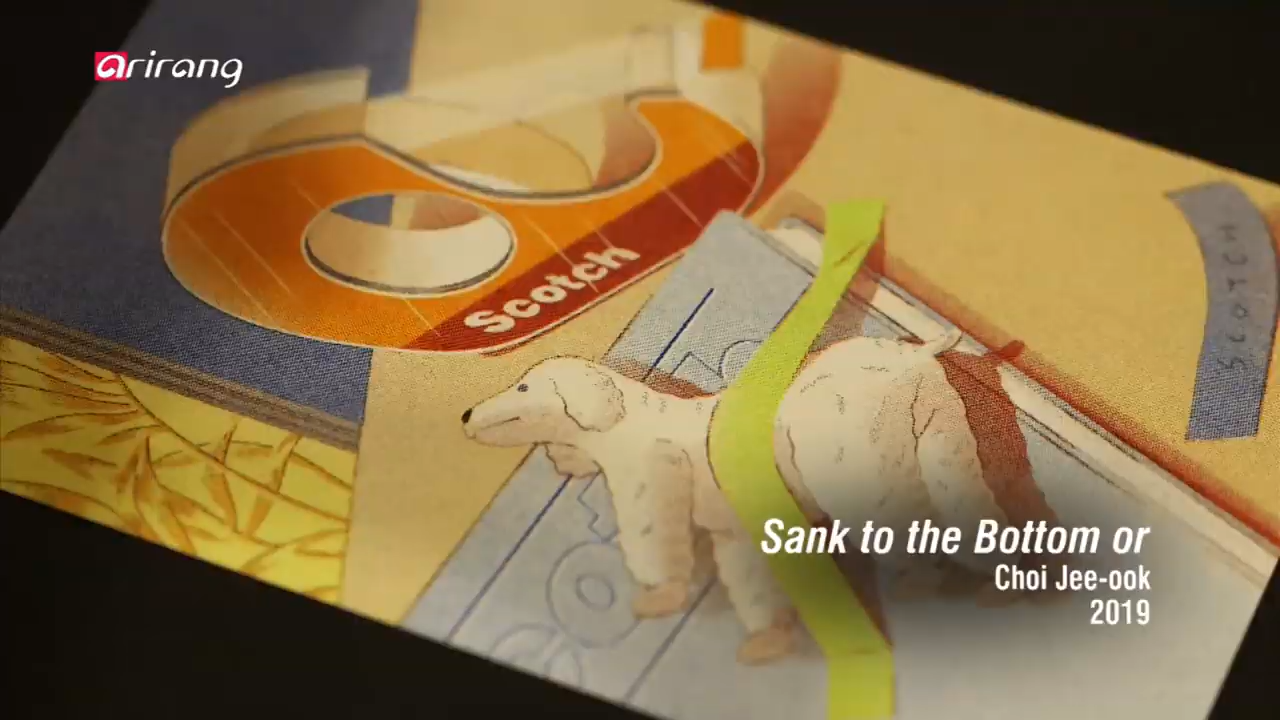 arirang
Scotch
SCOTCH
Sank to the Bottom or
Choi Jee-ook
2019